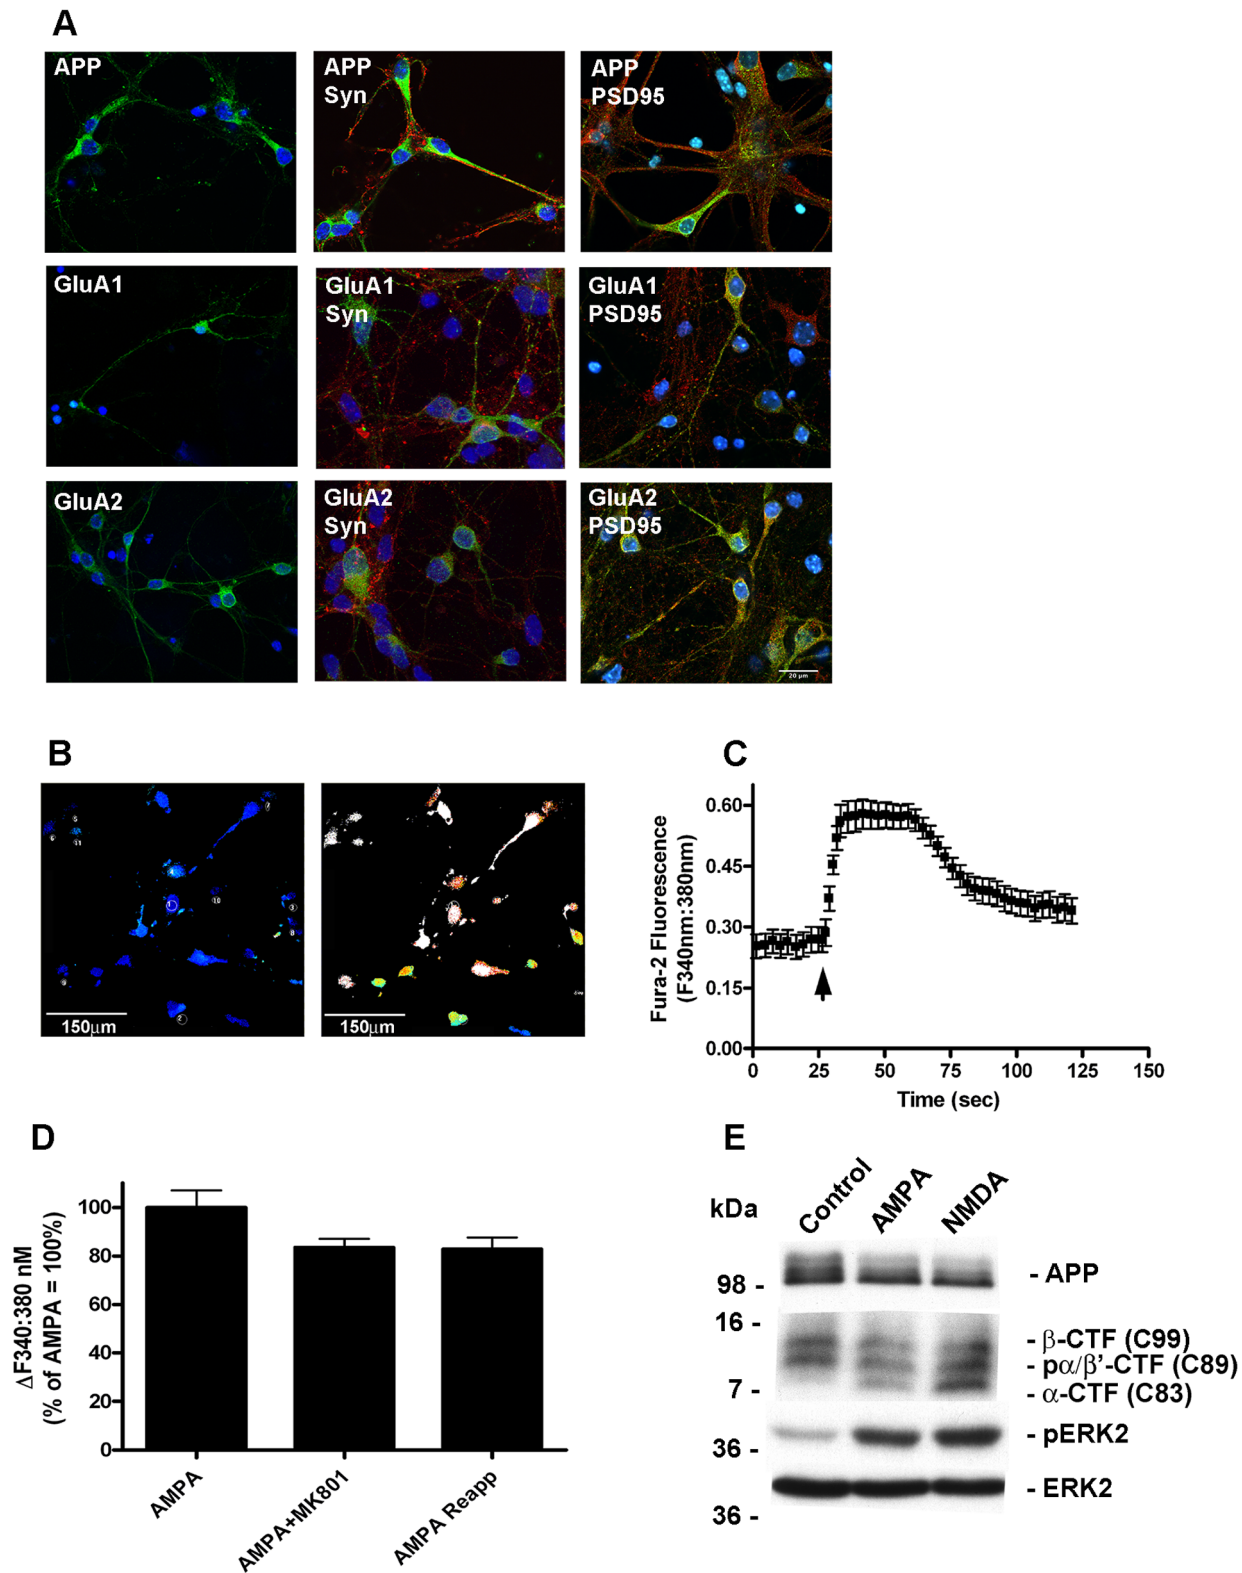 A
APP
APP
Syn
APP
PSD95
GluA1
GluA1
Syn
GluA1
PSD95
GluA2
GluA2
Syn
GluA2
PSD95
20 µm
B
150µm
150µm
C
Fura-2 Fluorescence
(F340nm:380nm)
0.60
0.45
0.30
0.15
0.00
0 25 50 75 100 125 150
Time (sec)
D
ΔF340:380 nM
(% of AMPA = 100%)
100
80
60
40
20
0
AMPA
AMPA+MK801
AMPA Reapp
E
kDa
Control
AMPA
NMDA
98 -
- APP
16 -
- β-CTF (C99)
- pα/β'-CTF (C89)
7 -
- α-CTF (C83)
- pERK2
36 -
- ERK2
36 -